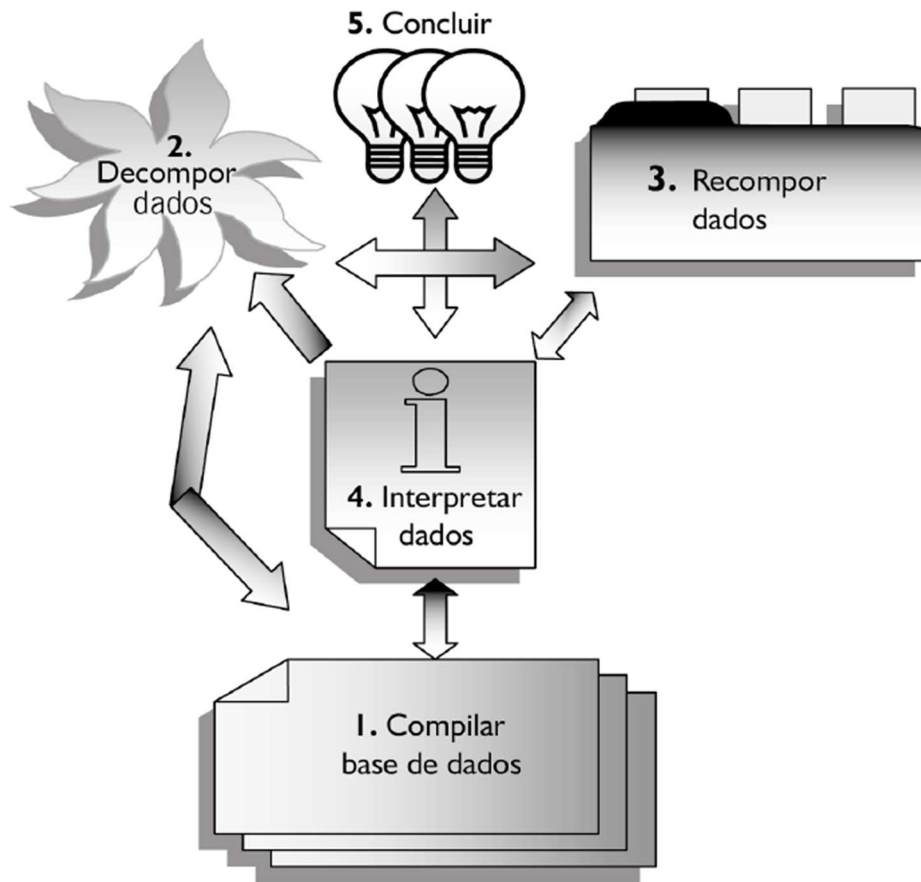 5. Concluir
2.
Decompor
dados
3. Recompor
dados
4. Interpretar
dados
1. Compilar
base de dados